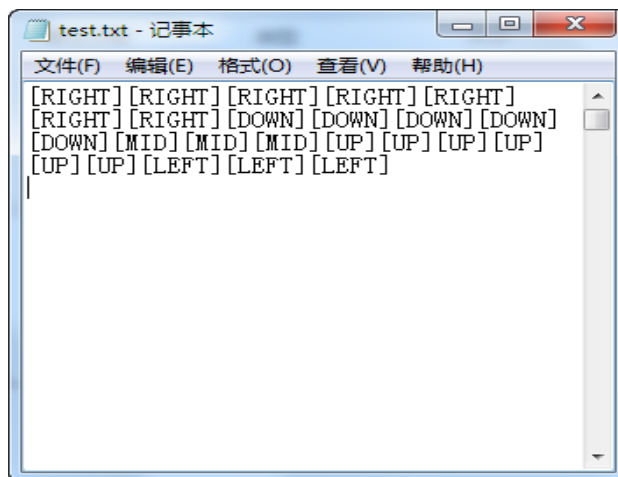 test.txt - 记事本
文件(F) 编辑(E) 格式(O) 查看(V) 帮助(H)
[RIGHT][RIGHT][RIGHT][RIGHT][RIGHT]
[RIGHT][RIGHT][DOWN][DOWN][DOWN][DOWN]
[DOWN][MID][MID][MID][UP][UP][UP][UP]
[UP][UP][LEFT][LEFT][LEFT]